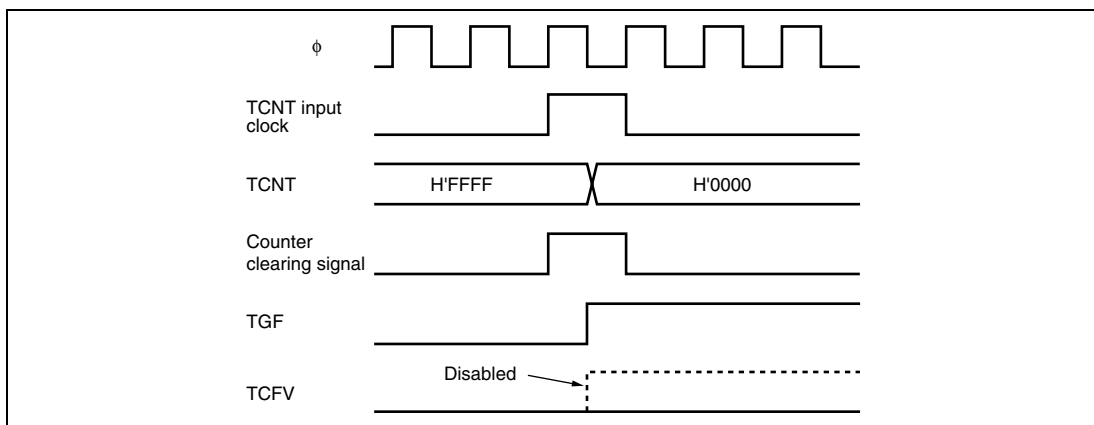 ϕ
TCNT input
clock
TCNT
H'FFFF
H'0000
Counter
clearing signal
TGF
Disabled
TCFV